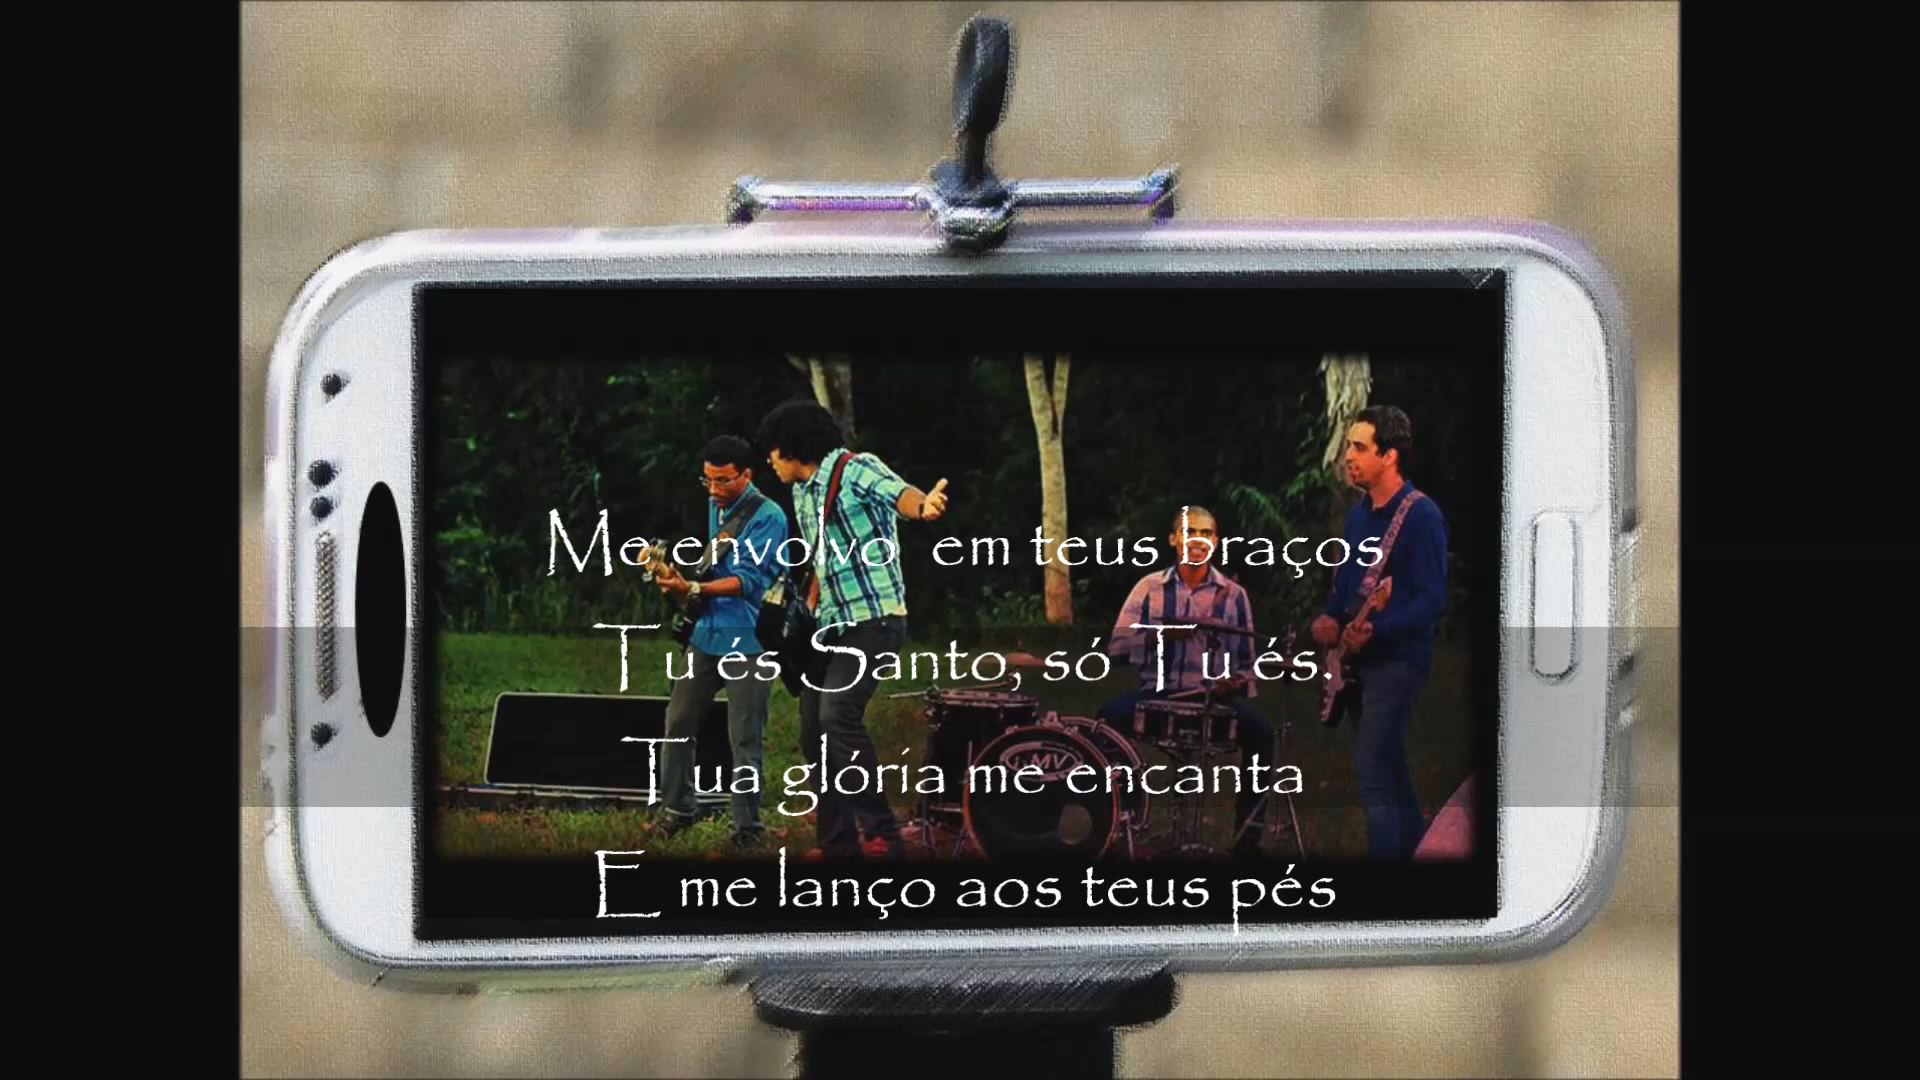 Me envolvo em teus braços
Tu és Santo, só Tu és.
Tua glória me encanta
MV
E me lanço aos teus pés